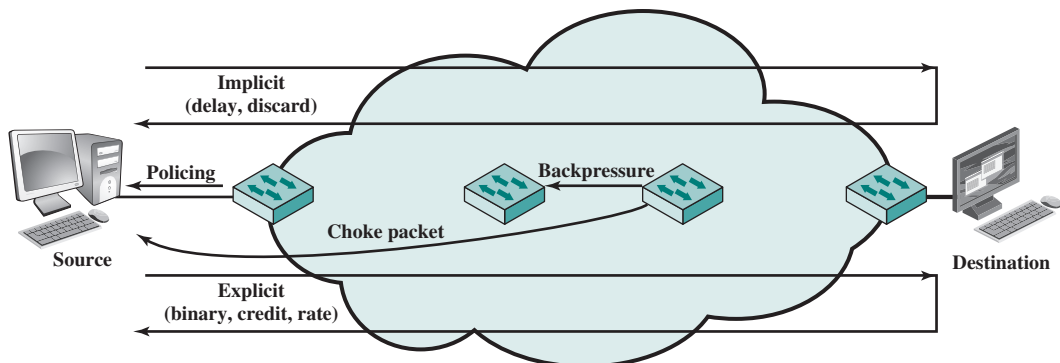 Implicit
(delay, discard)
Policing
Backpressure
Choke packet
Source
Destination
Explicit
(binary, credit, rate)